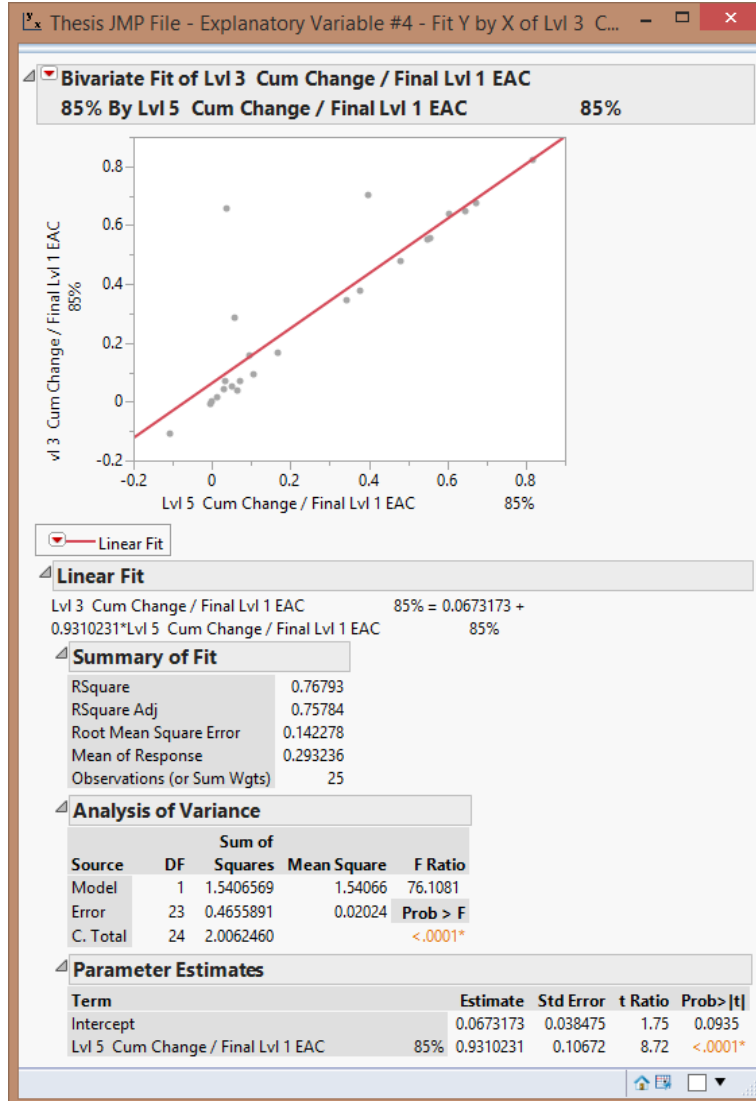 Thesis JMP File - Explanatory Variable #4 - Fit Y by X of Lvl 3 C...
Bivariate Fit of Lvl 3 Cum Change / Final Lvl 1 EAC
85% By Lvl 5 Cum Change / Final Lvl 1 EAC 85%
vl 3 Cum Change / Final Lvl 1 EAC
85%
0.8
0.6
0.4
0.2
0
-0.2
-0.2 0 0.2 0.4 0.6 0.8
Lvl 5 Cum Change / Final Lvl 1 EAC 85%
Linear Fit
Linear Fit
Lvl 3 Cum Change / Final Lvl 1 EAC 85% = 0.0673173 +
0.9310231*Lvl 5 Cum Change / Final Lvl 1 EAC 85%
Summary of Fit
RSquare 0.76793
RSquare Adj 0.75784
Root Mean Square Error 0.142278
Mean of Response 0.293236
Observations (or Sum Wgts) 25
Analysis of Variance
Sum of
Source DF Squares Mean Square F Ratio
Model 1 1.5406569 1.54066 76.1081
Error 23 0.4655891 0.02024 Prob > F
C. Total 24 2.0062460 <.0001*
Parameter Estimates
Term Estimate Std Error t Ratio Prob>|t|
Intercept 0.0673173 0.038475 1.75 0.0935
Lvl 5 Cum Change / Final Lvl 1 EAC 85% 0.9310231 0.10672 8.72 <.0001*